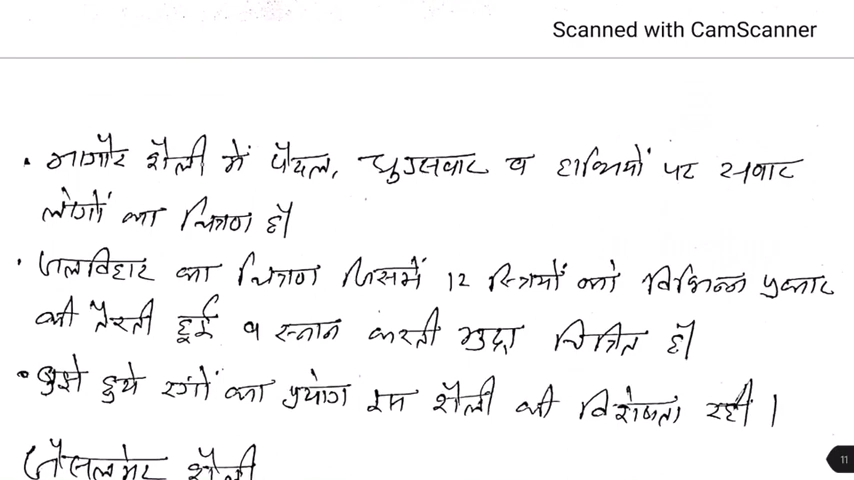 Scanned with CamScanner
• नागौर शैली में पैदल, घुड़सवार व हाथियों पर सवार
लोगों का चित्रण है।
• जलविहार का चित्रण जिसमें 12 स्त्रियों को विभिन्न प्रकार
की तैरती हुई व स्नान करती मुद्रा चित्रित है।
• बुझे हुये रंगों का प्रयोग इस शैली की विशेषता रही।
जैसलमेर शैली
11